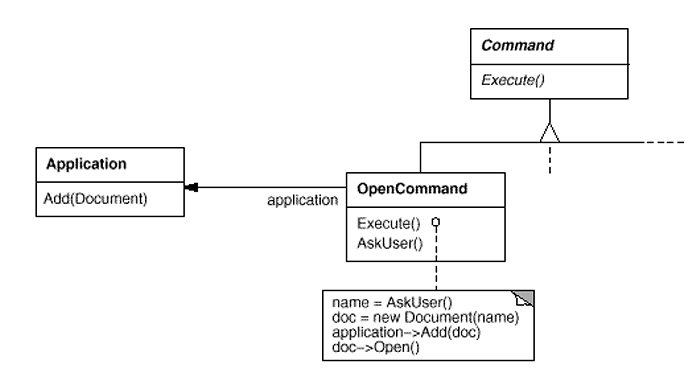 Command
Execute()
Application
Add(Document)
application
OpenCommand
Execute()
AskUser()
name = AskUser()
doc = new Document(name)
application->Add(doc)
doc->Open()